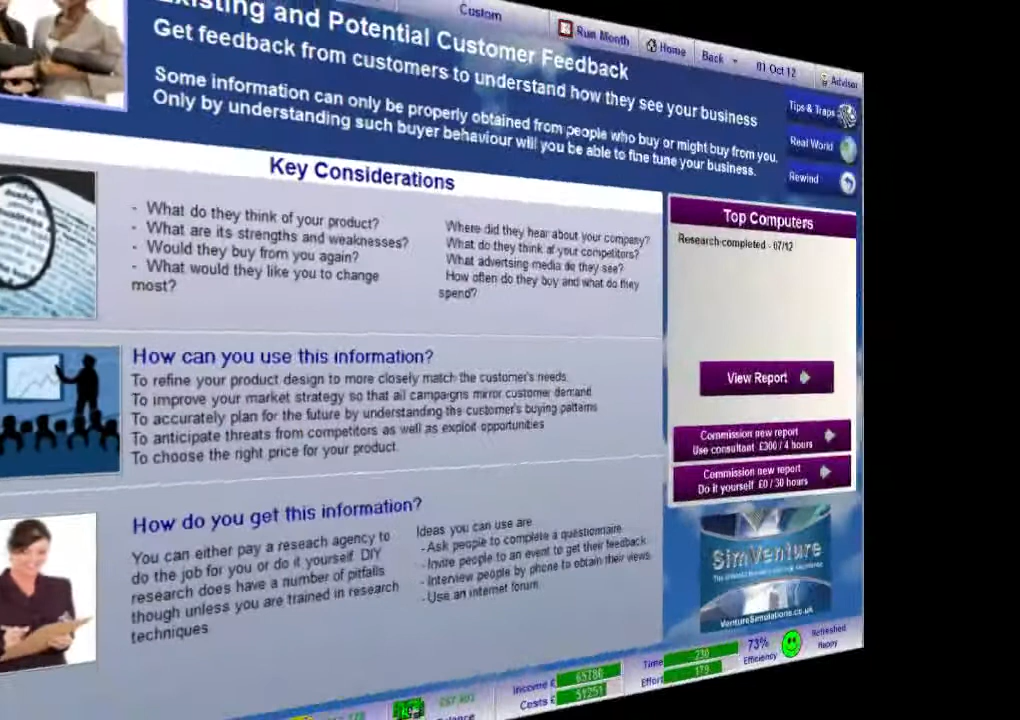 Custom
Run Month
Home
Back
01 Oct 12
Advisor
Existing and Potential Customer Feedback
Get feedback from customers to understand how they see your business
Some information can only be properly obtained from people who buy or might buy from you.
Only by understanding such buyer behaviour will you be able to fine tune your business.
Tips & Traps
Real World
Rewind
Key Considerations
- What do they think of your product?
- What are its strengths and weaknesses?
- Would they buy from you again?
- What would they like you to change
most?
Where did they hear about your company?
What do they think of your competitors?
What advertsing media do they see?
How often do they buy and what do they
spend?
Top Computers
Research completed - 07/12
View Report
Commission new report
Use consultant £300 / 4 hours
Commission new report
Do it yourself £0 / 30 hours
How can you use this information?
To refine your product design to more closely match the customer's needs
To improve your market strategy so that all campaigns mirror customer demand
To accurately plan for the future by understanding the customer's buying patterns
To anticipate threats from competitors as well as exploit opportunities
To choose the right price for your product.
How do you get this information?
You can either pay a reseach agency to
do the job for you or do it yourself. DIY
research does have a number of pitfalls
though unless you are trained in research
techniques
Ideas you can use are
- Ask people to complete a questionnaire
- Invire people to an event to get their feedback
- Interview people by phone to obtain their views
- Use an internet forum
SimVenture
VentureSimulations.co.uk
Balance
Income £ 65780
Costs £ 51251
Time 230
Effort 179
73%
Efficiency
Refreshed
Happy